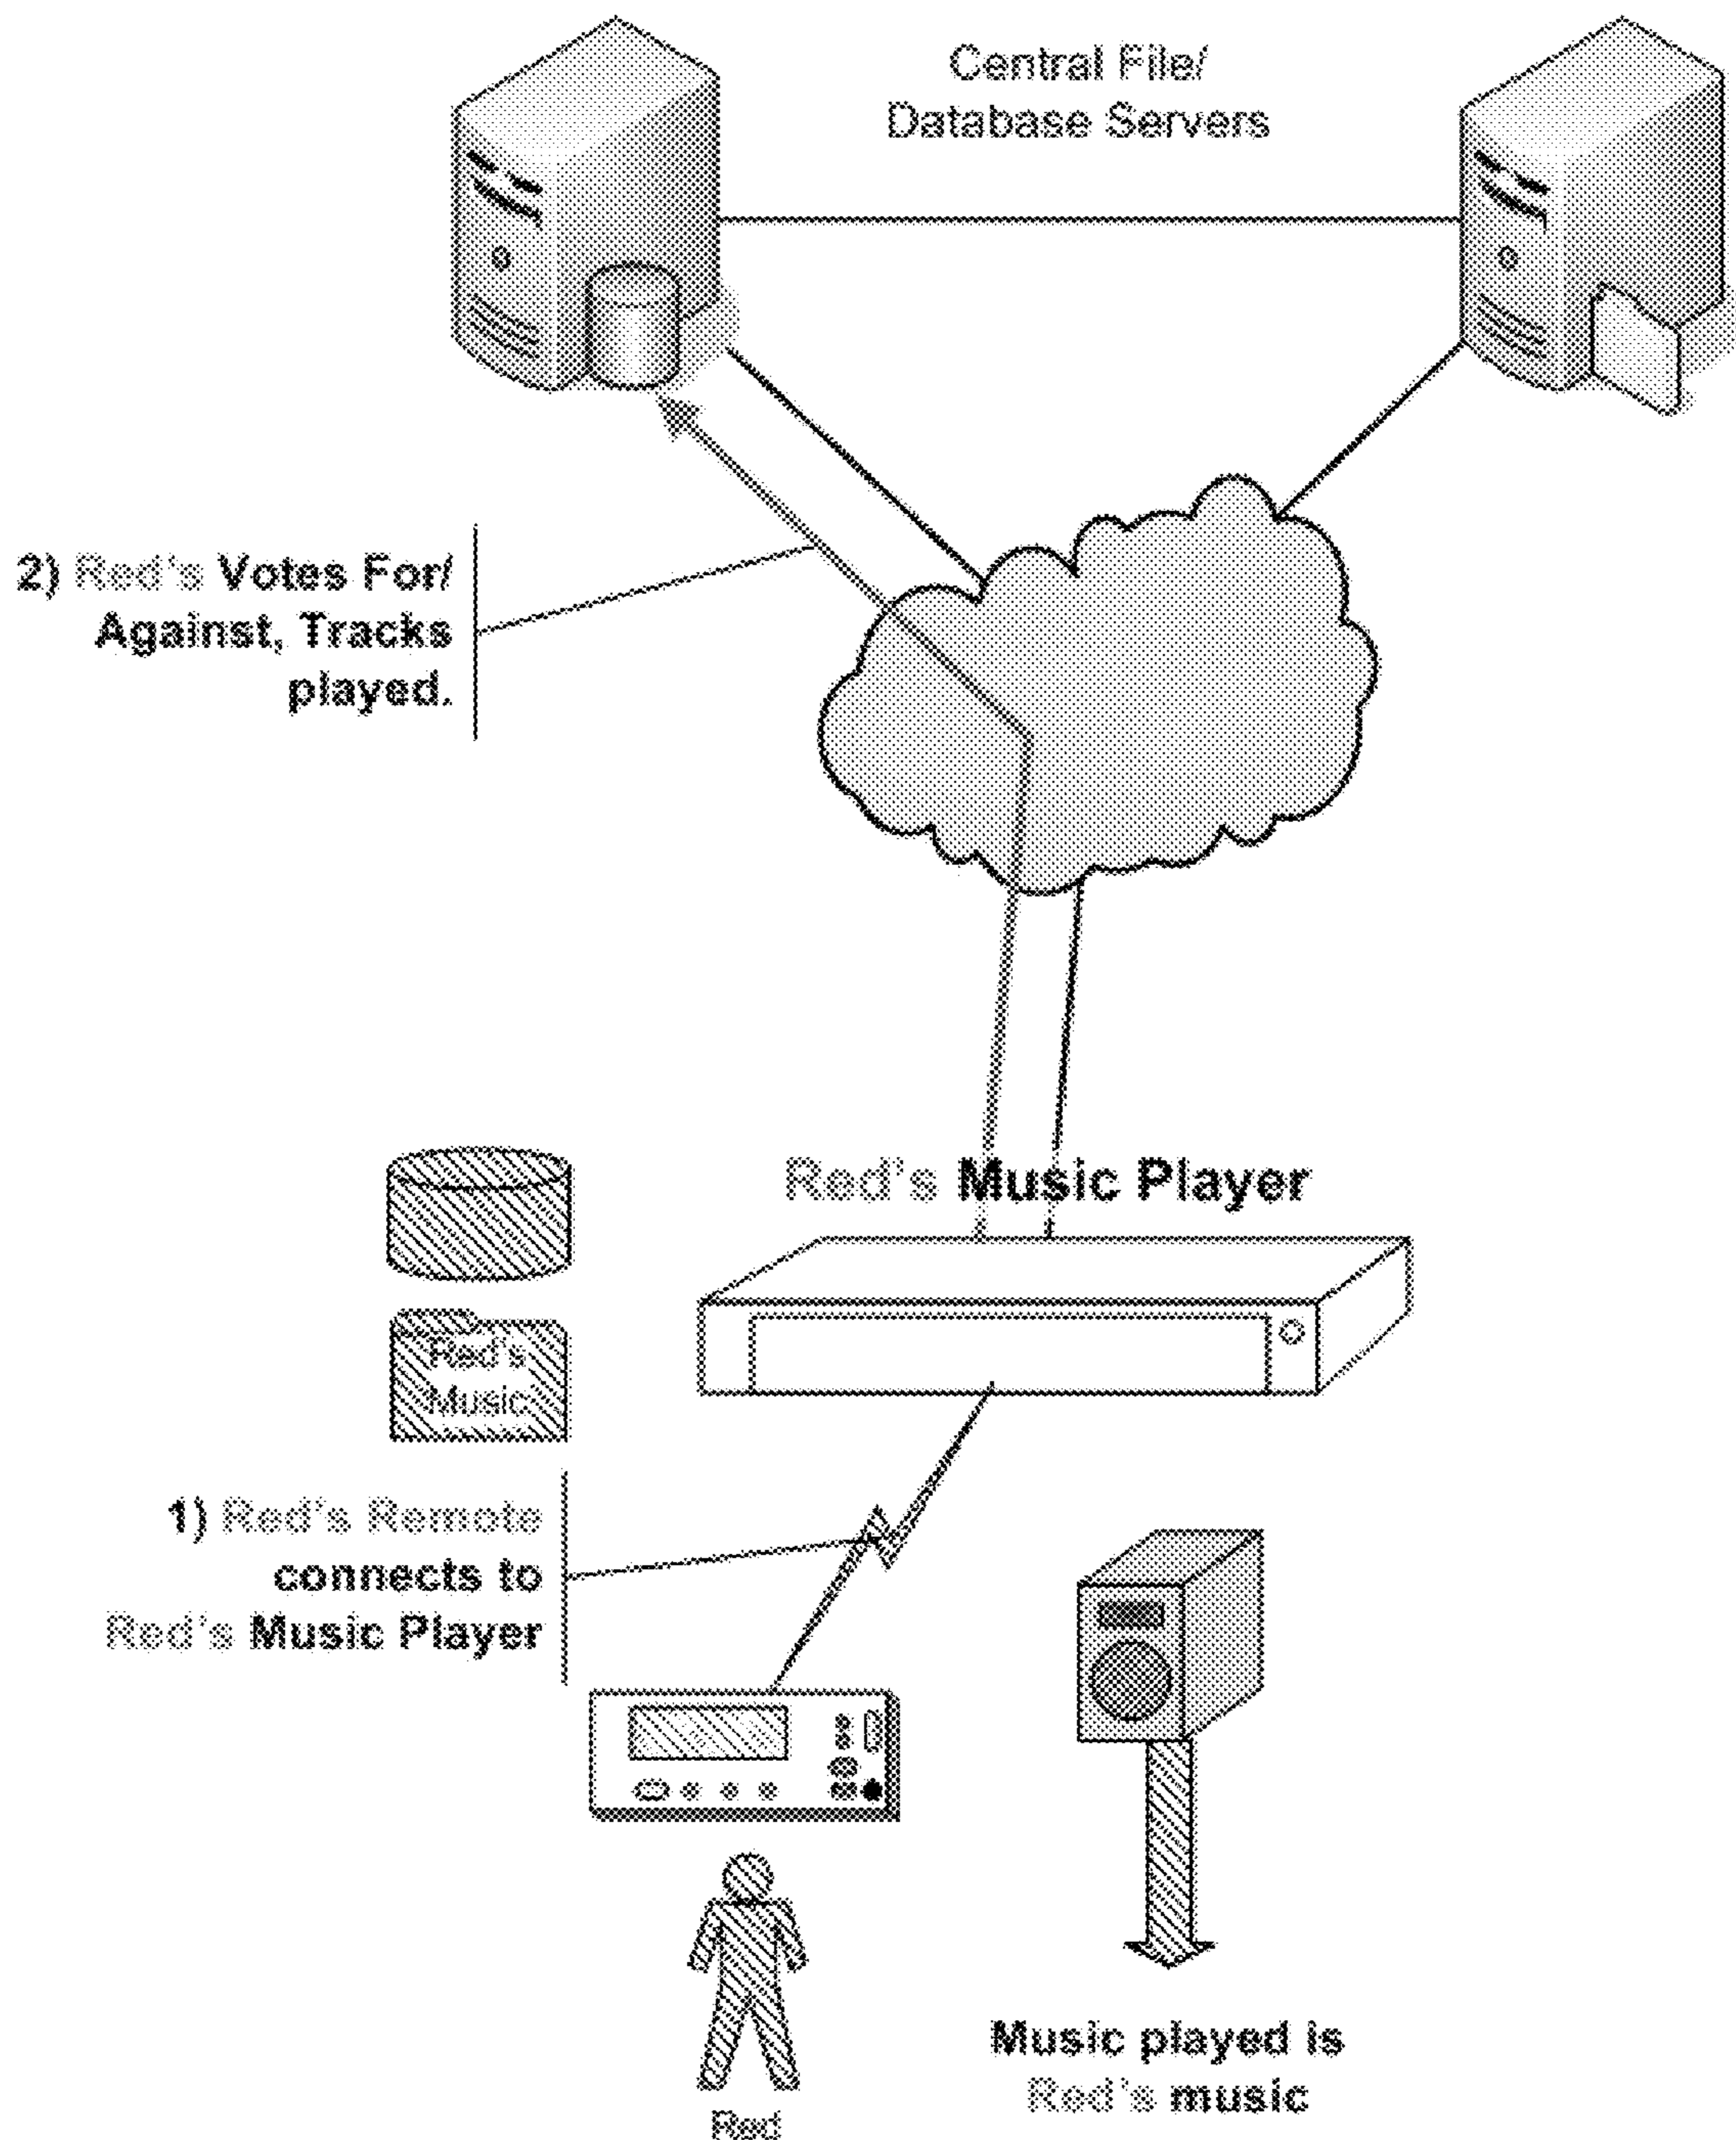 Central File/
Database Servers
2) Red's Votes For/
Against, Tracks
played.
Red's Music Player
Red's
Music
1) Red's Remote
connects to
Red's Music Player
Music played is
Red's music
Red